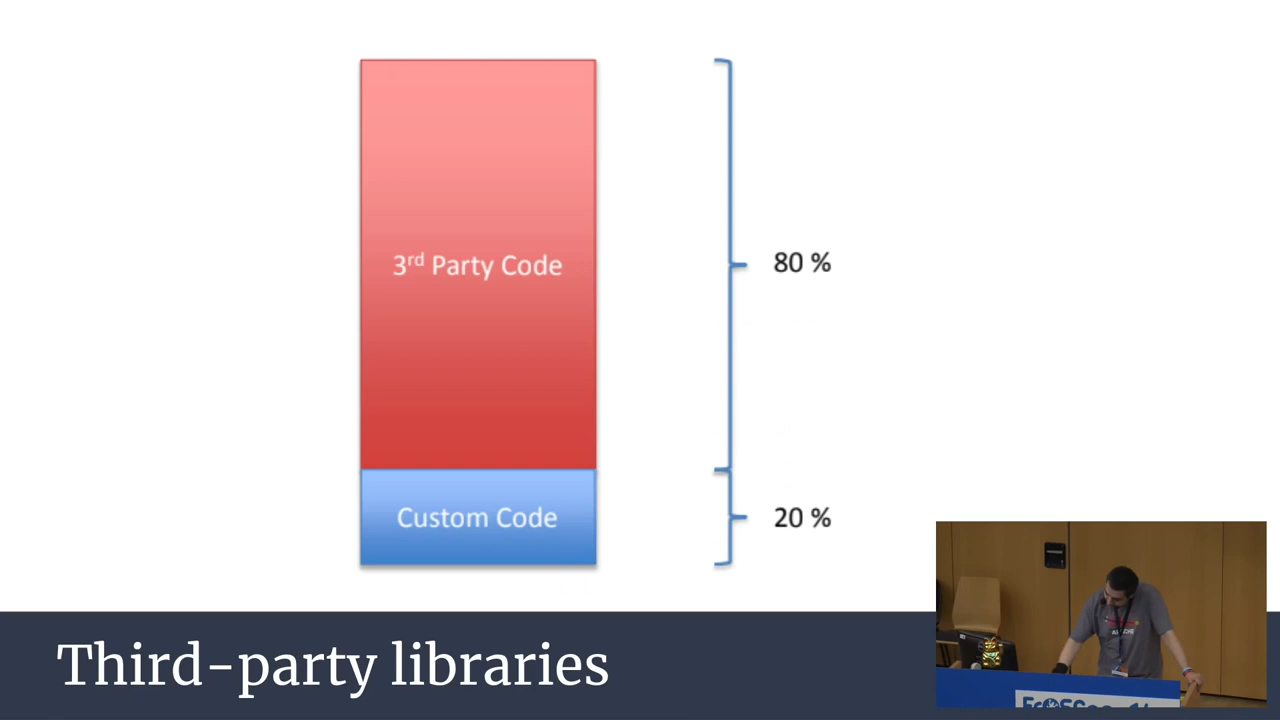 3rd Party Code
80 %
Custom Code
20 %
Third-party libraries